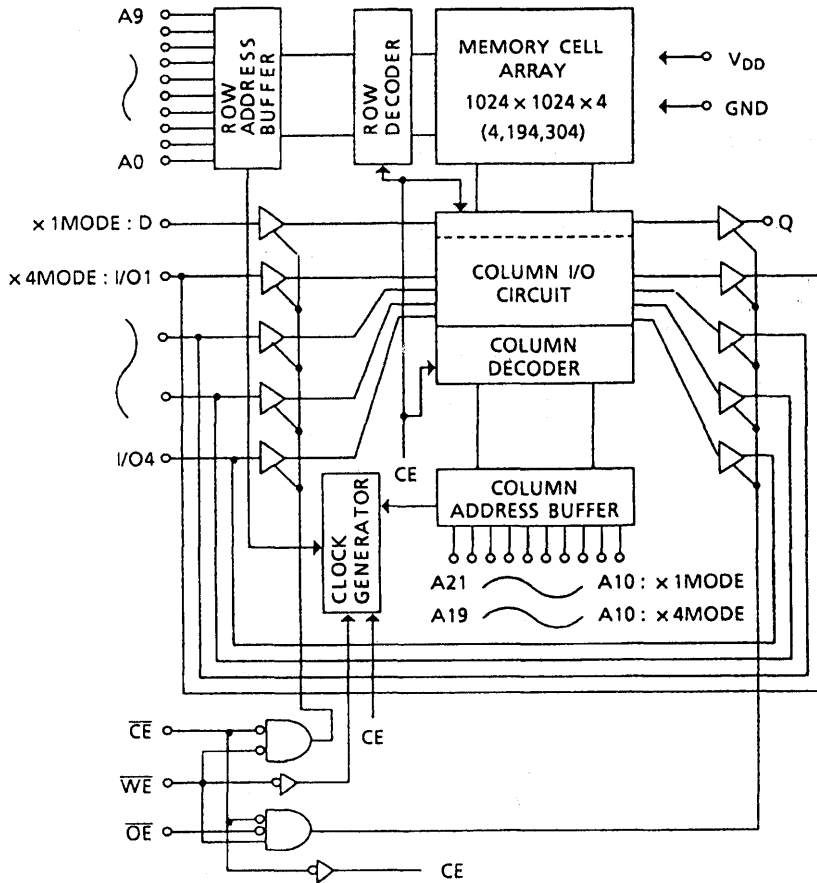 A9
A0
ROW ADDRESS BUFFER
ROW DECODER
MEMORY CELL
ARRAY
1024 × 1024 × 4
(4,194,304)
VDD
GND
× 1MODE : D
× 4MODE : I/O1
I/O4
COLUMN I/O
CIRCUIT
COLUMN
DECODER
Q
CE
CLOCK GENERATOR
COLUMN
ADDRESS BUFFER
A21 A10 : × 1MODE
A19 A10 : × 4MODE
CE
C̅E̅
W̅E̅
O̅E̅
CE